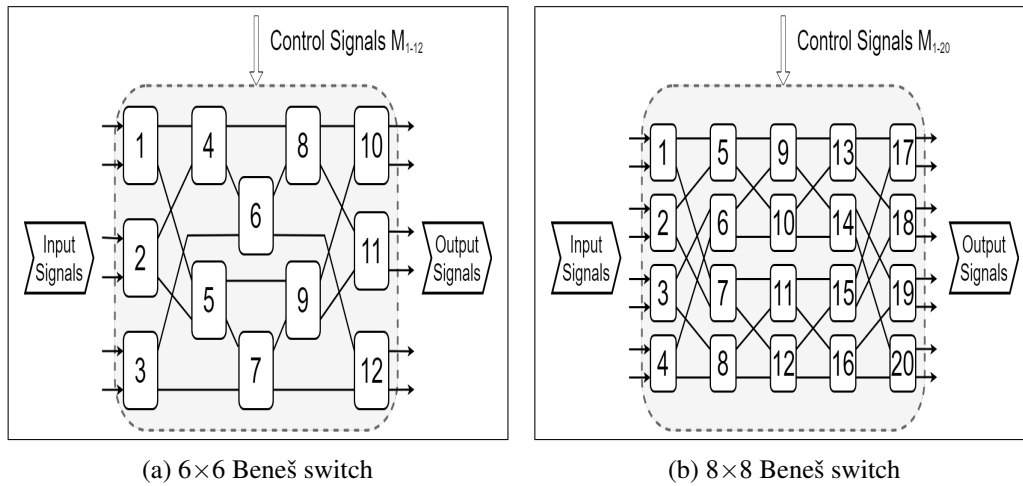 Control Signals M1-12
Input
Signals
1
2
3
4
5
6
7
8
9
10
11
12
Output
Signals
(a) 6×6 Beneš switch
Control Signals M1-20
Input
Signals
1
2
3
4
5
6
7
8
9
10
11
12
13
14
15
16
17
18
19
20
Output
Signals
(b) 8×8 Beneš switch